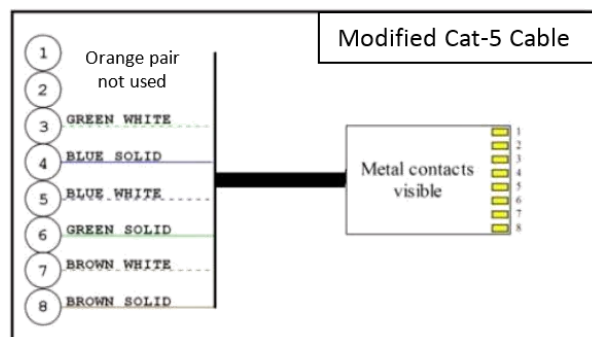 Modified Cat-5 Cable
1
Orange pair
not used
2
3 GREEN WHITE
4 BLUE SOLID
5 BLUE WHITE
6 GREEN SOLID
7 BROWN WHITE
8 BROWN SOLID
Metal contacts
visible
1
2
3
4
5
6
7
8